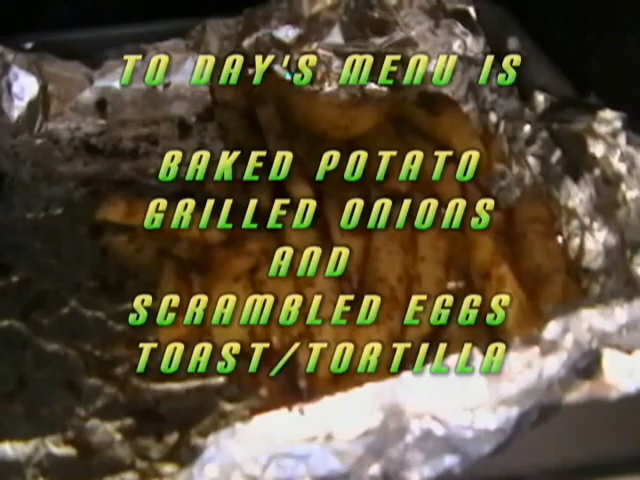 TO DAY'S MENU IS
BAKED POTATO
GRILLED ONIONS
AND
SCRAMBLED EGGS
TOAST/TORTILLA